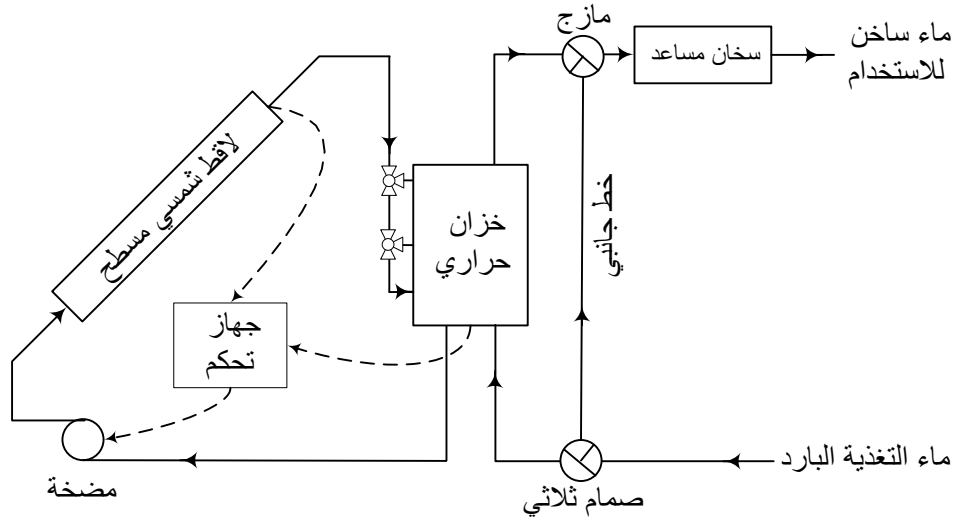 مازج
ماء ساخن
للاستخدام
سخان مساعد
لاقط شمسي مسطح
خزان
حراري
خط جانبي
جهاز
تحكم
ماء التغذية البارد
صمام ثلاثي
مضخة